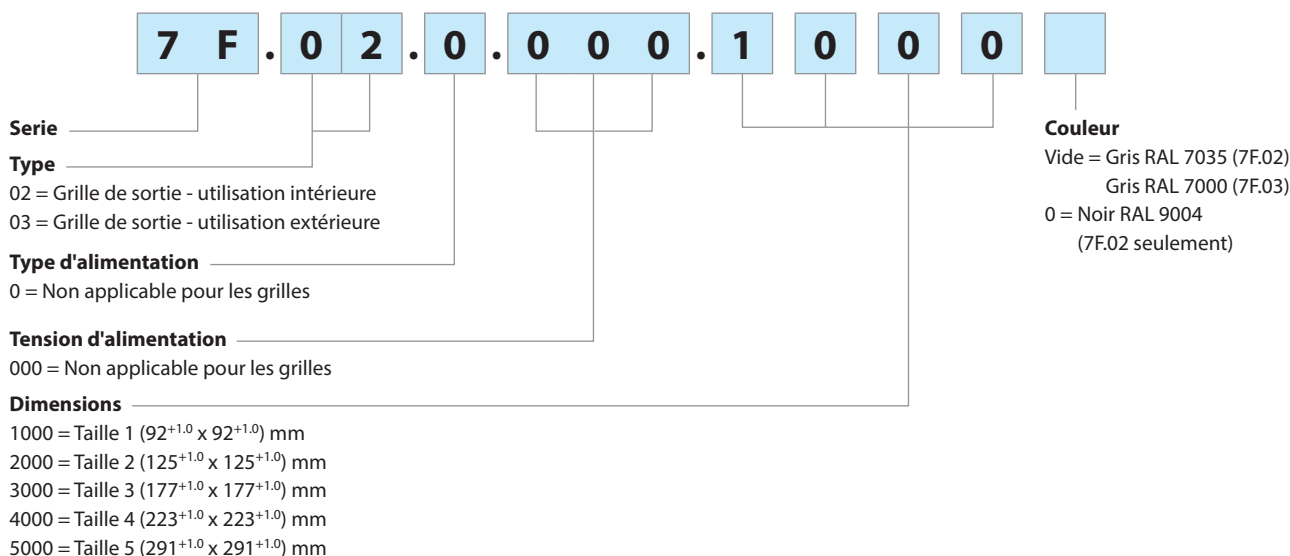 7 F . 0 2 . 0 . 0 0 0 . 1 0 0 0
Serie
Type
02 = Grille de sortie - utilisation intérieure
03 = Grille de sortie - utilisation extérieure
Type d'alimentation
0 = Non applicable pour les grilles
Tension d'alimentation
000 = Non applicable pour les grilles
Dimensions
1000 = Taille 1 (92+1.0 x 92+1.0) mm
2000 = Taille 2 (125+1.0 x 125+1.0) mm
3000 = Taille 3 (177+1.0 x 177+1.0) mm
4000 = Taille 4 (223+1.0 x 223+1.0) mm
5000 = Taille 5 (291+1.0 x 291+1.0) mm
Couleur
Vide = Gris RAL 7035 (7F.02)
Gris RAL 7000 (7F.03)
0 = Noir RAL 9004
(7F.02 seulement)